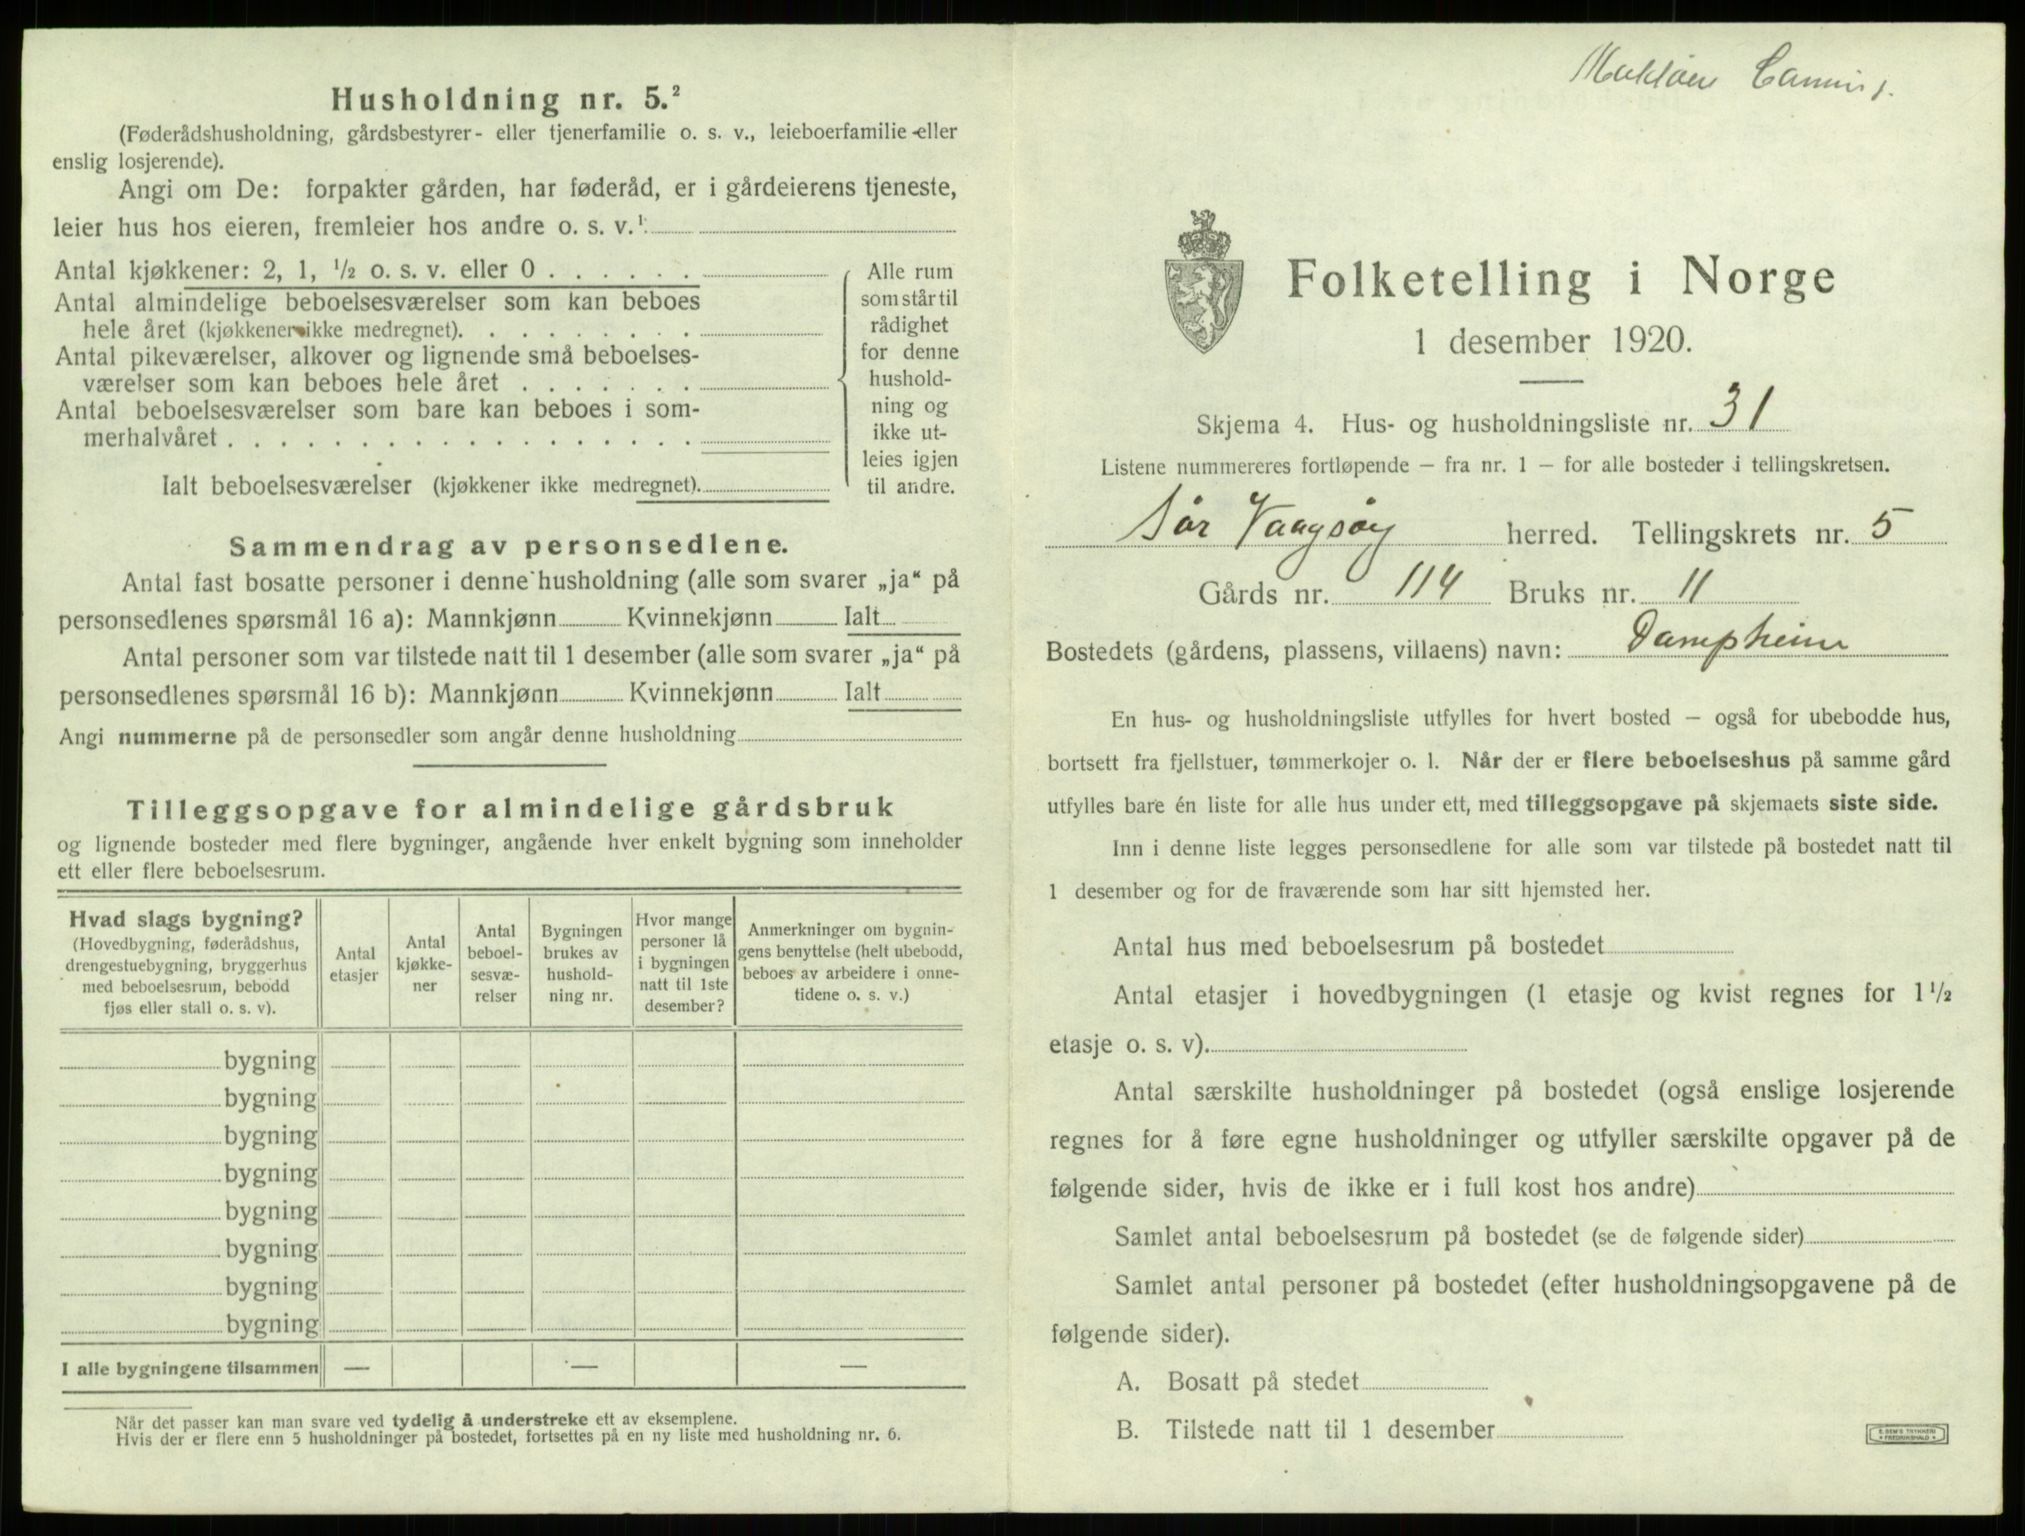 Husholdning nr. 5.²
(Føderådshusholdning, gårdsbestyrer- eller tjenerfamilie o. s. v., leieboerfamilie eller
enslig losjerende).
Angi om De: forpakter gården, har føderåd, er i gårdeierens tjeneste,
leier hus hos eieren, fremleier hos andre o. s. v.¹
Antal kjøkkener: 2, 1, ½ o. s. v. eller 0 . . . . . .
Antal almindelige beboelsesværelser som kan beboes
hele året (kjøkkener ikke medregnet). . . . . . . . .
Antal pikeværelser, alkover og lignende små beboelses-
værelser som kan beboes hele året . . . . . . .
Antal beboelsesværelser som bare kan beboes i som-
merhalvåret . . . . . . . . . . . . . . . . . .
Ialt beboelsesværelser (kjøkkener ikke medregnet).
Alle rum
som står til
rådighet
for denne
hushold-
ning og
ikke ut-
leies igjen
til andre.
Sammendrag av personsedlene.
Antal fast bosatte personer i denne husholdning (alle som svarer „ja“ på
personsedlenes spørsmål 16 a): Mannkjønn Kvinnekjønn Ialt
Antal personer som var tilstede natt til 1 desember (alle som svarer „ja“ på
personsedlenes spørsmål 16 b): Mannkjønn Kvinnekjønn Ialt
Angi nummerne på de personsedler som angår denne husholdning
Tilleggsopgave for almindelige gårdsbruk
og lignende bosteder med flere bygninger, angående hver enkelt bygning som inneholder
ett eller flere beboelsesrum.
Hvad slags bygning?
(Hovedbygning, føderådshus,
drengestuebygning, bryggerhus
med beboelsesrum, bebodd
fjøs eller stall o. s. v).
Antal
etasjer
Antal
kjøkke-
ner
Antal
beboel-
sesvæ-
relser
Bygningen
brukes av
hushold-
ning nr.
Hvor mange
personer lå
i bygningen
natt til 1ste
desember?
Anmerkninger om bygnin-
gens benyttelse (helt ubebodd,
beboes av arbeidere i onne-
tidene o. s. v.)
bygning
bygning
bygning
bygning
bygning
bygning
bygning
bygning
I alle bygningene tilsammen — — —
Når det passer kan man svare ved tydelig å understreke ett av eksemplene.
Hvis der er flere enn 5 husholdninger på bostedet, fortsettes på en ny liste med husholdning nr. 6.
Folketelling i Norge
1 desember 1920.
Skjema 4. Hus- og husholdningsliste nr. 31
Listene nummereres fortløpende – fra nr. 1 – for alle bosteder i tellingskretsen.
Sør Vaagsøy herred. Tellingskrets nr. 5
Gårds nr. 114 Bruks nr. 11
Bostedets (gårdens, plassens, villaens) navn: Dampheim
En hus- og husholdningsliste utfylles for hvert bosted – også for ubebodde hus,
bortsett fra fjellstuer, tømmerkojer o. l. Når der er flere beboelseshus på samme gård
utfylles bare én liste for alle hus under ett, med tilleggsopgave på skjemaets siste side.
Inn i denne liste legges personsedlene for alle som var tilstede på bostedet natt til
1 desember og for de fraværende som har sitt hjemsted her.
Antal hus med beboelsesrum på bostedet
Antal etasjer i hovedbygningen (1 etasje og kvist regnes for 1½
etasje o. s. v).
Antal særskilte husholdninger på bostedet (også enslige losjerende
regnes for å føre egne husholdninger og utfyller særskilte opgaver på de
følgende sider, hvis de ikke er i full kost hos andre)
Samlet antal beboelsesrum på bostedet (se de følgende sider)
Samlet antal personer på bostedet (efter husholdningsopgavene på de
følgende sider).
A. Bosatt på stedet
B. Tilstede natt til 1 desember
E. SEM'S TRYKKERI
• FREDRIKSHALD •